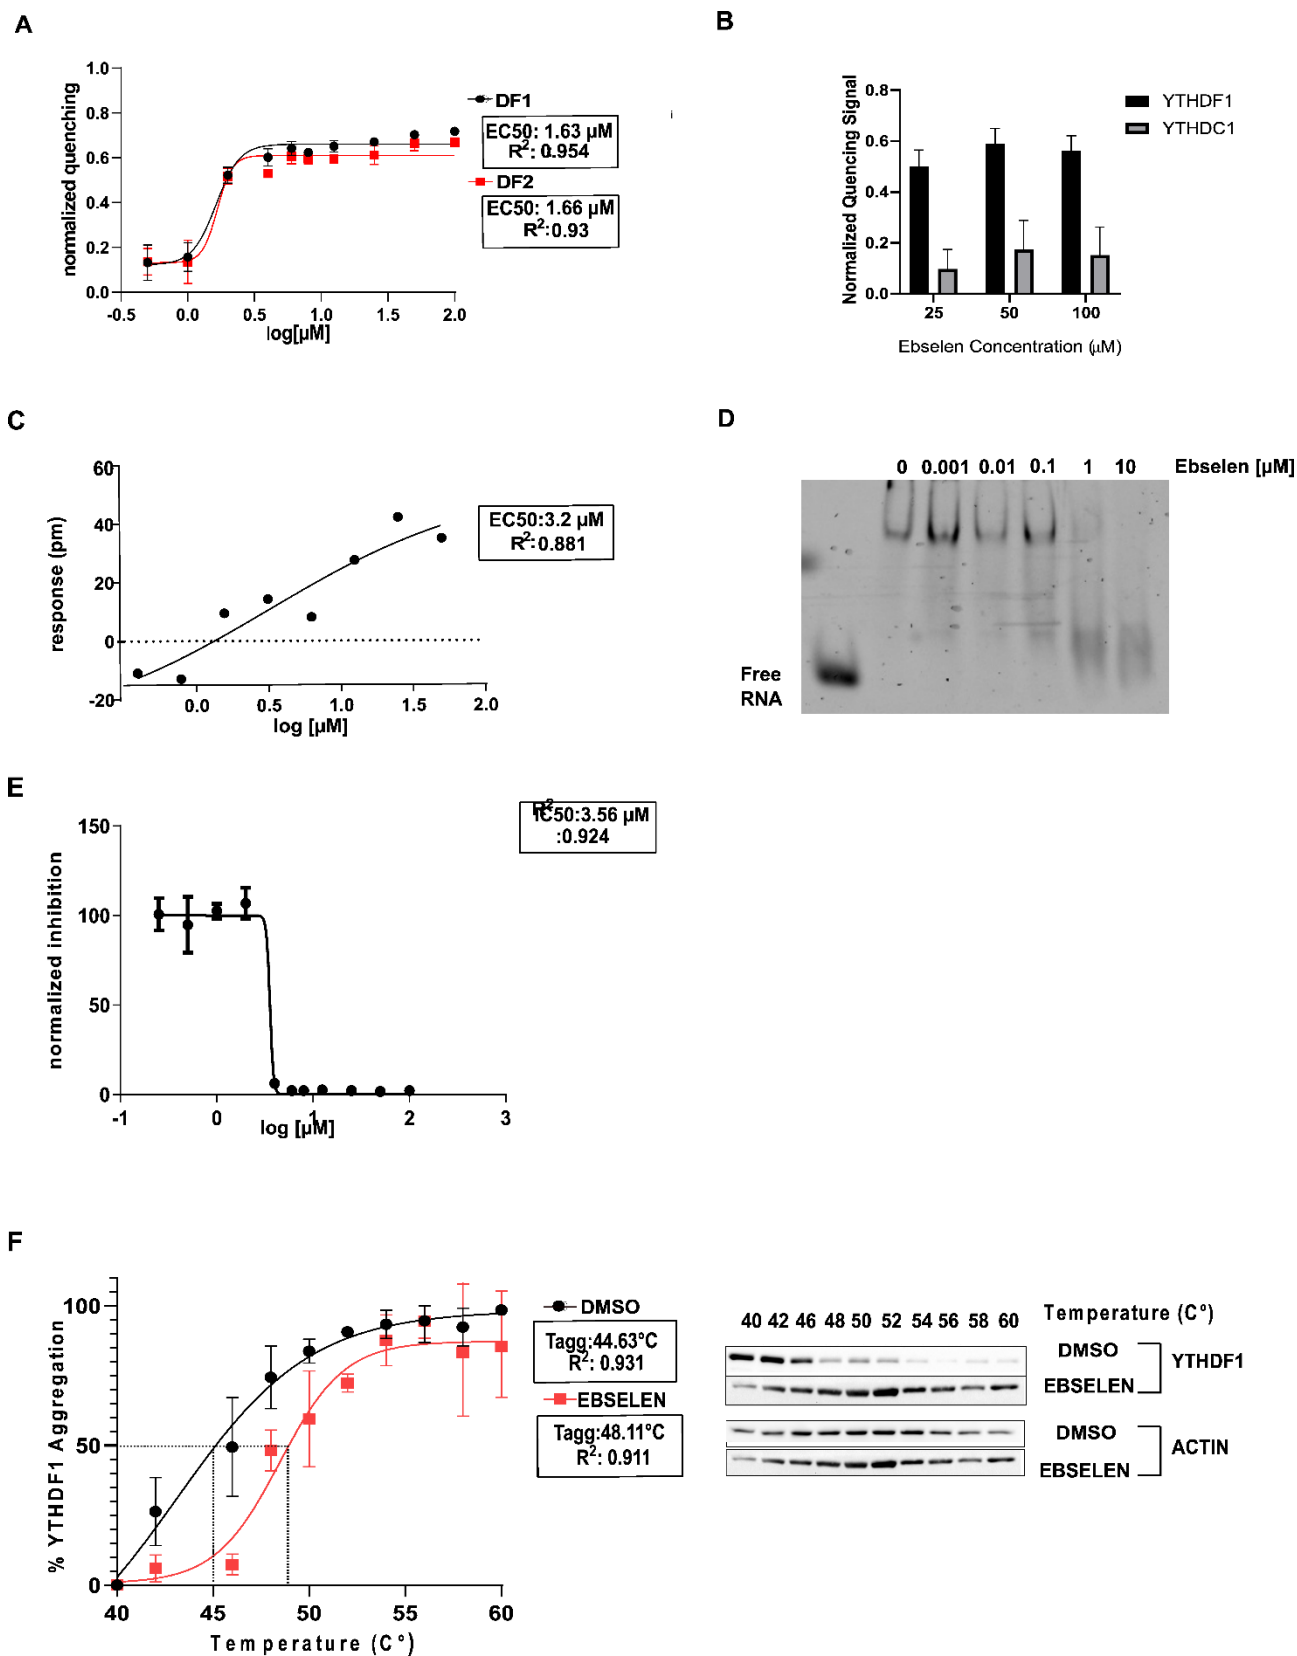 A
1.0
0.8
0.6
0.4
0.2
0.0
-0.5
0.0
0.5
1.0
1.5
2.0
normalized quenching
log[µM]
DF1
EC50: 1.63 µM
R²: 0.954
DF2
EC50: 1.66 µM
R²:0.93
B
0.8
0.6
0.4
0.2
0.0
25
50
100
Normalized Quencing Signal
Ebselen Concentration (µM)
YTHDF1
YTHDC1
C
60
40
20
0
-20
0.0
0.5
1.0
1.5
2.0
response (pm)
log [µM]
EC50:3.2 µM
R²:0.881
D
0 0.001 0.01 0.1 1 10 Ebselen [µM]
Free
RNA
E
150
100
50
0
-1
0
1
2
3
normalized inhibition
log [µM]
R²
IC50:3.56 µM
:0.924
F
100
50
0
40
45
50
55
60
% YTHDF1 Aggregation
Temperature (C°)
DMSO
Tagg:44.63°C
R²: 0.931
EBSELEN
Tagg:48.11°C
R²: 0.911
40 42 46 48 50 52 54 56 58 60 Temperature (C°)
DMSO
EBSELEN
YTHDF1
DMSO
EBSELEN
ACTIN